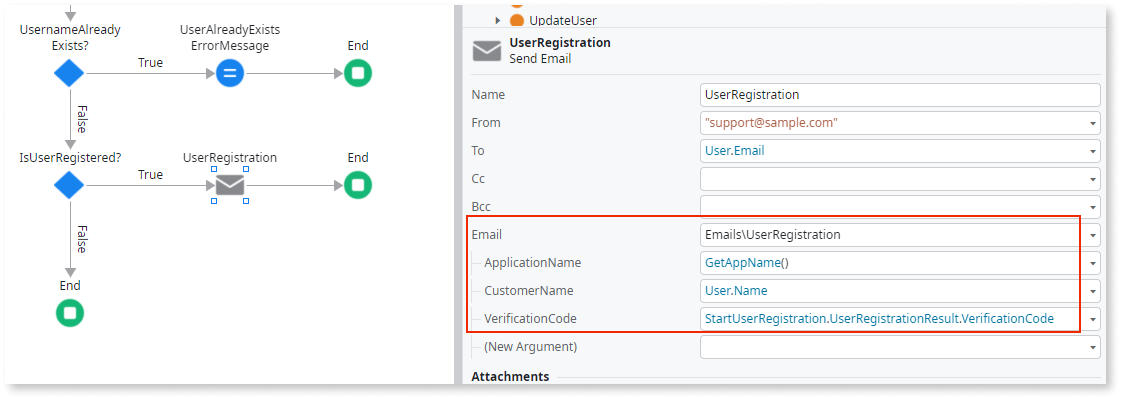 UsernameAlready
Exists?
UserAlreadyExists
ErrorMessage
End
True
False
IsUserRegistered?
UserRegistration
End
True
False
End
UpdateUser
UserRegistration
Send Email
Name
UserRegistration
From
"support@sample.com"
To
User.Email
Cc
Bcc
Email
Emails\UserRegistration
ApplicationName
GetAppName()
CustomerName
User.Name
VerificationCode
StartUserRegistration.UserRegistrationResult.VerificationCode
(New Argument)
Attachments